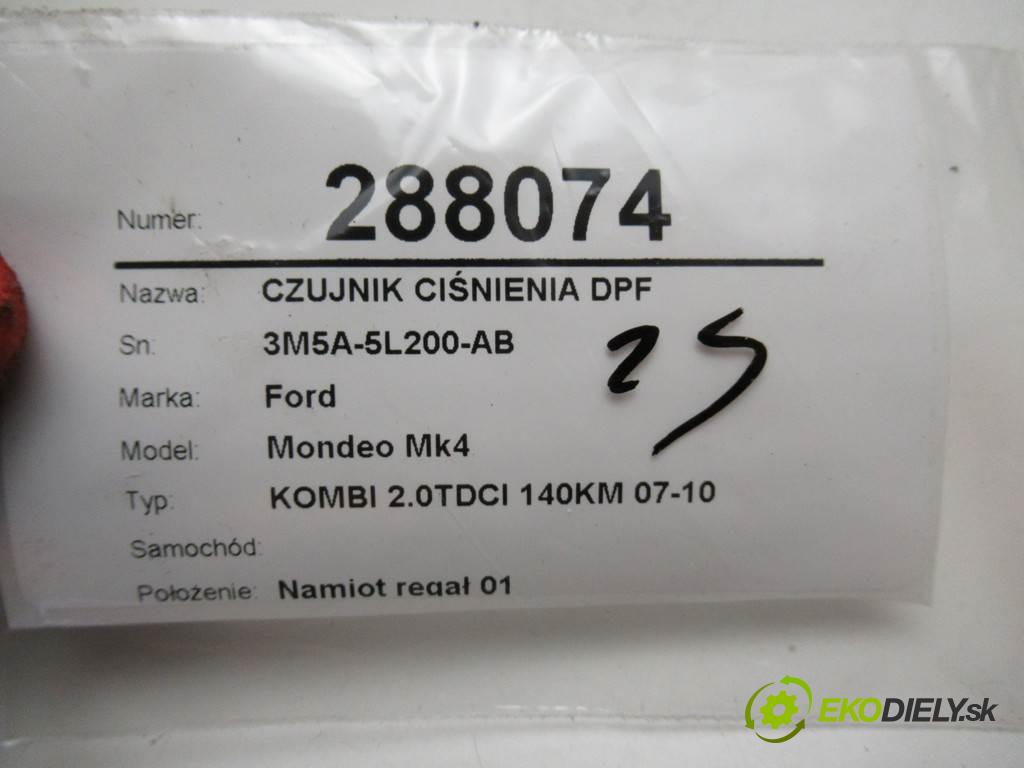 Numer: 288074
Nazwa: CZUJNIK CIŚNIENIA DPF
Sn: 3M5A-5L200-AB
25
Marka: Ford
Model: Mondeo Mk4
Typ: KOMBI 2.0TDCI 140KM 07-10
Samochód:
Położenie: Namiot regał 01
EKODIELY.sk